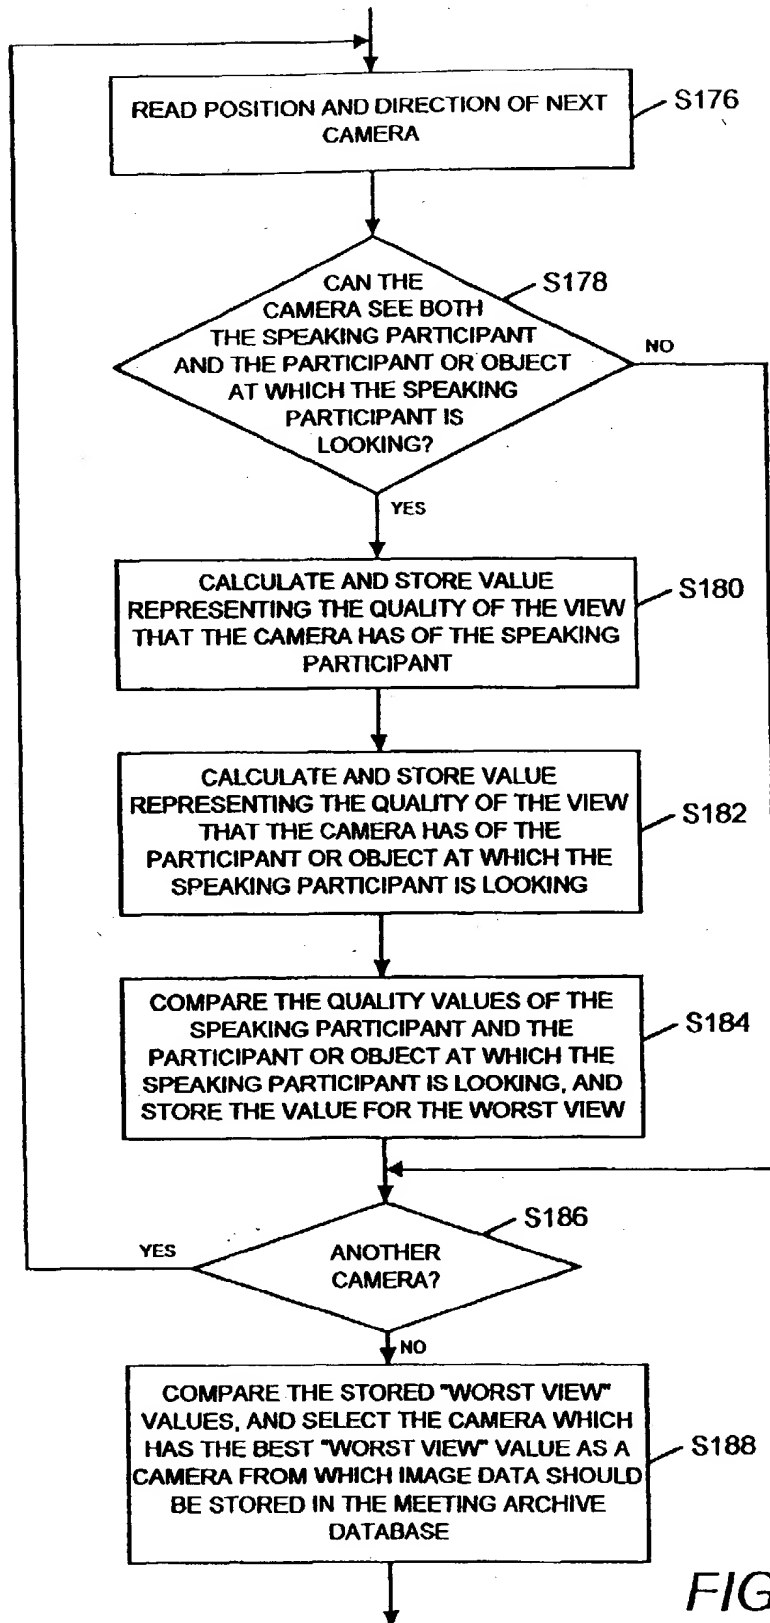 READ POSITION AND DIRECTION OF NEXT
CAMERA
S176
CAN THE
CAMERA SEE BOTH
THE SPEAKING PARTICIPANT
AND THE PARTICIPANT OR OBJECT
AT WHICH THE SPEAKING
PARTICIPANT IS
LOOKING?
S178
NO
YES
CALCULATE AND STORE VALUE
REPRESENTING THE QUALITY OF THE VIEW
THAT THE CAMERA HAS OF THE SPEAKING
PARTICIPANT
S180
CALCULATE AND STORE VALUE
REPRESENTING THE QUALITY OF THE VIEW
THAT THE CAMERA HAS OF THE
PARTICIPANT OR OBJECT AT WHICH THE
SPEAKING PARTICIPANT IS LOOKING
S182
COMPARE THE QUALITY VALUES OF THE
SPEAKING PARTICIPANT AND THE
PARTICIPANT OR OBJECT AT WHICH THE
SPEAKING PARTICIPANT IS LOOKING, AND
STORE THE VALUE FOR THE WORST VIEW
S184
S186
YES
ANOTHER
CAMERA?
NO
COMPARE THE STORED "WORST VIEW"
VALUES, AND SELECT THE CAMERA WHICH
HAS THE BEST "WORST VIEW" VALUE AS A
CAMERA FROM WHICH IMAGE DATA SHOULD
BE STORED IN THE MEETING ARCHIVE
DATABASE
S188
FIG